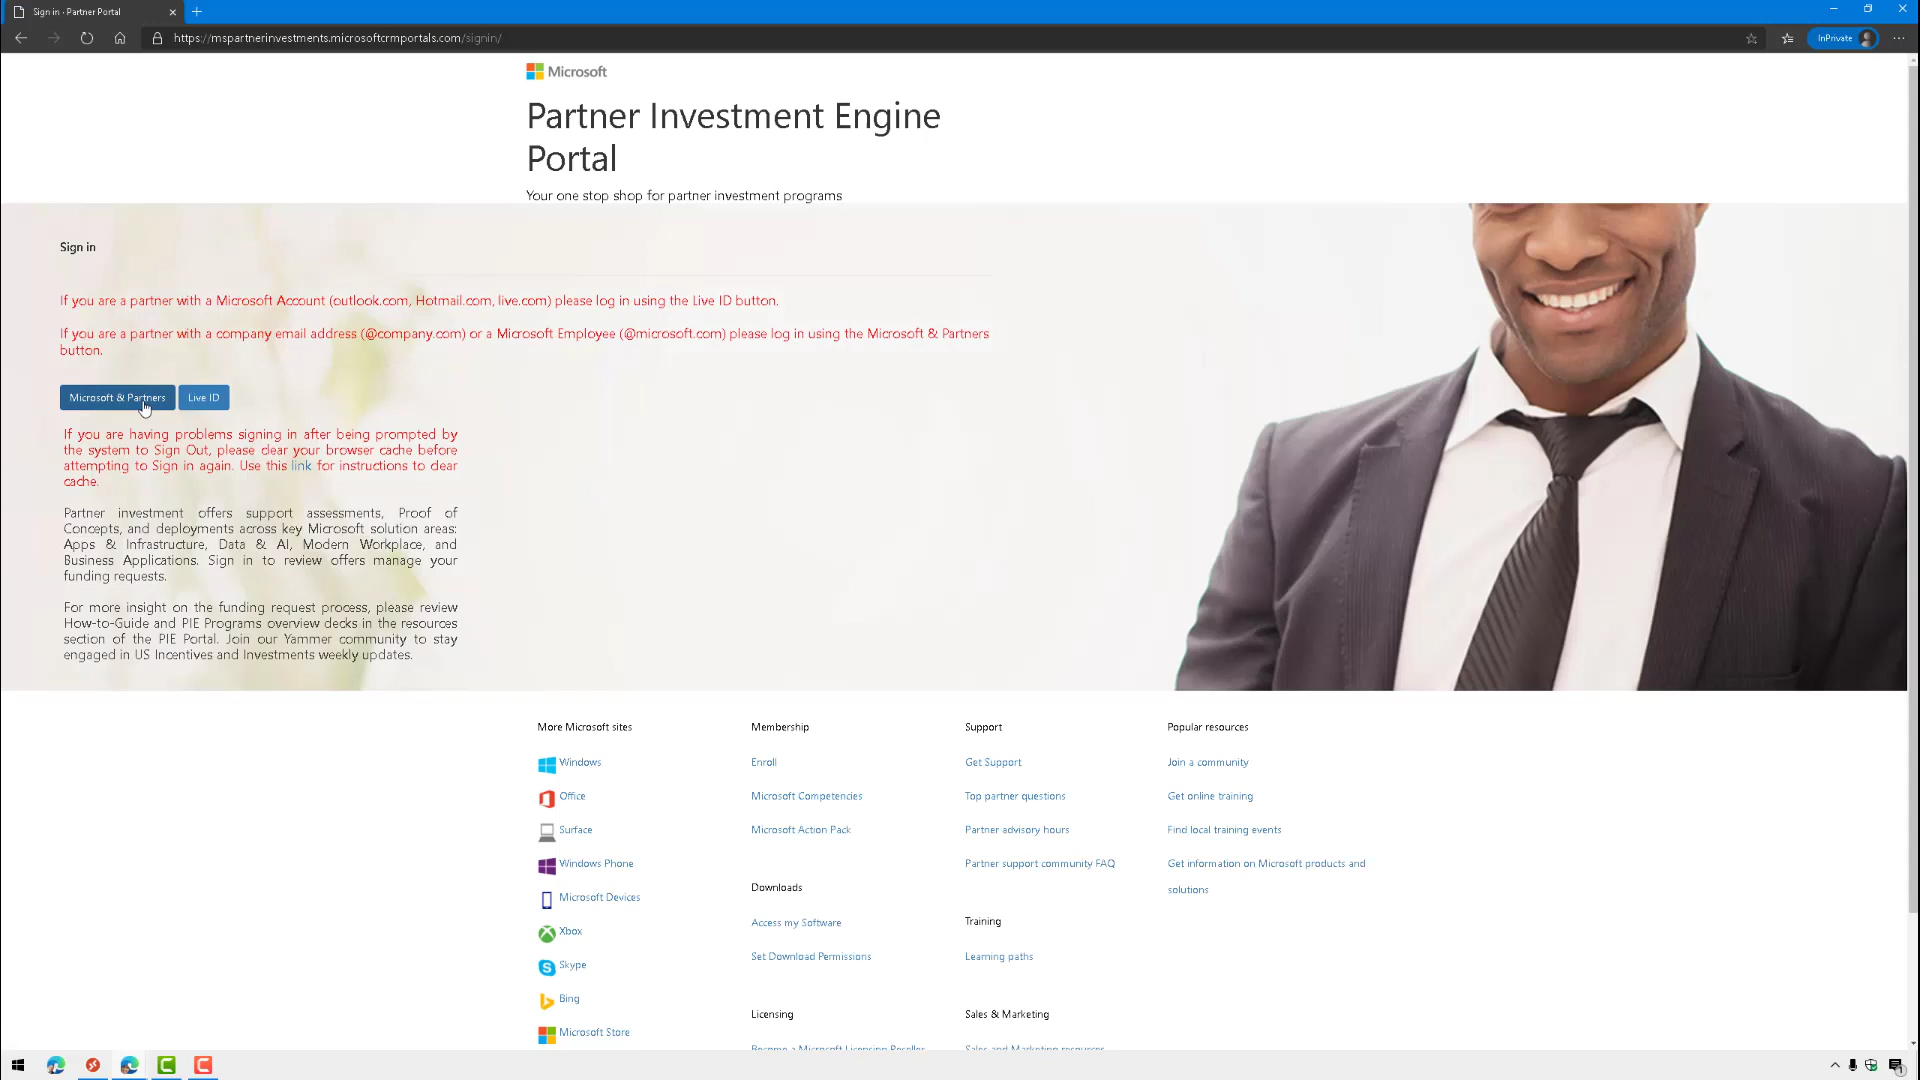 Sign in · Partner Portal
https://mspartnerinvestments.microsoftcrmportals.com/signin/
InPrivate
Microsoft
Partner Investment Engine
Portal
Your one stop shop for partner investment programs
Sign in
If you are a partner with a Microsoft Account (outlook.com, Hotmail.com, live.com) please log in using the Live ID button.
If you are a partner with a company email address (@company.com) or a Microsoft Employee (@microsoft.com) please log in using the Microsoft & Partners
button.
Microsoft & Partners
Live ID
If you are having problems signing in after being prompted by
the system to Sign Out, please clear your browser cache before
attempting to Sign in again. Use this link for instructions to clear
cache.
Partner investment offers support assessments, Proof of
Concepts, and deployments across key Microsoft solution areas:
Apps & Infrastructure, Data & AI, Modern Workplace, and
Business Applications. Sign in to review offers manage your
funding requests.
For more insight on the funding request process, please review
How-to-Guide and PIE Programs overview decks in the resources
section of the PIE Portal. Join our Yammer community to stay
engaged in US Incentives and Investments weekly updates.
More Microsoft sites
Windows
Office
Surface
Windows Phone
Microsoft Devices
Xbox
Skype
Bing
Microsoft Store
Membership
Enroll
Microsoft Competencies
Microsoft Action Pack
Downloads
Access my Software
Set Download Permissions
Licensing
Become a Microsoft Licensing Reseller
Support
Get Support
Top partner questions
Partner advisory hours
Partner support community FAQ
Training
Learning paths
Sales & Marketing
Sales and Marketing resources
Popular resources
Join a community
Get online training
Find local training events
Get information on Microsoft products and
solutions